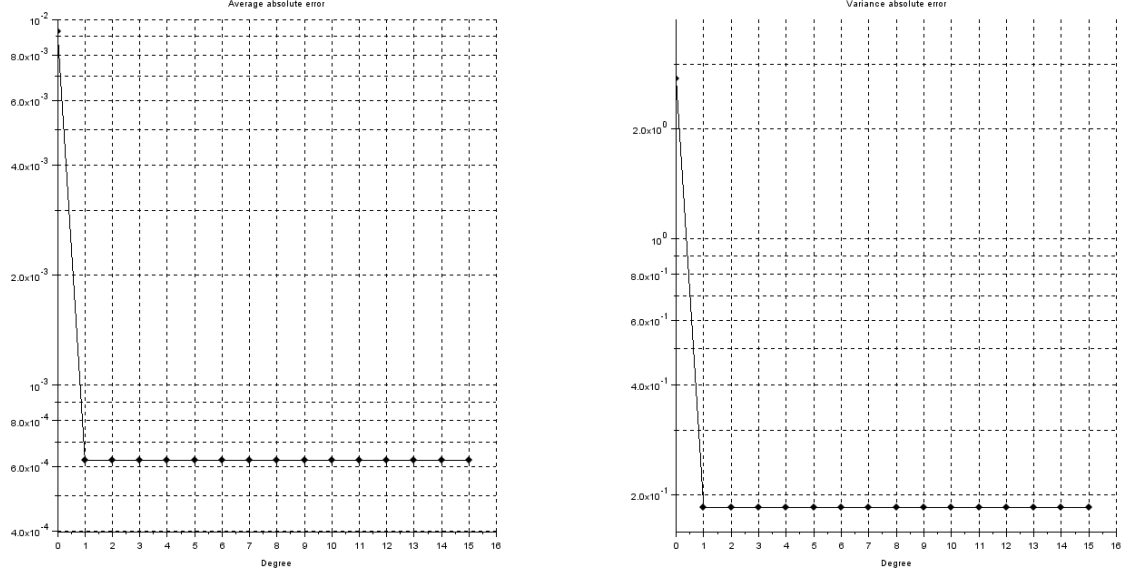 Average absolute error
10^-2
8.0x10^-3
6.0x10^-3
4.0x10^-3
2.0x10^-3
10^-3
8.0x10^-4
6.0x10^-4
4.0x10^-4
0 1 2 3 4 5 6 7 8 9 10 11 12 13 14 15 16
Degree
Variance absolute error
2.0x10^0
10^0
8.0x10^-1
6.0x10^-1
4.0x10^-1
2.0x10^-1
0 1 2 3 4 5 6 7 8 9 10 11 12 13 14 15 16
Degree